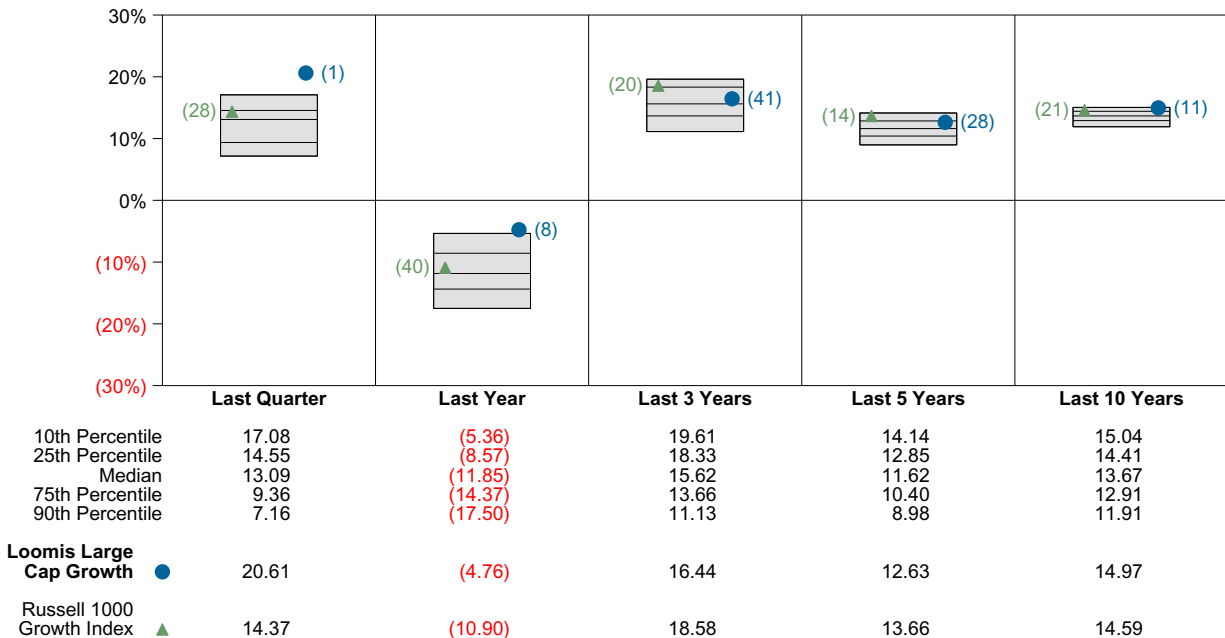 30%
20%
10%
0%
(10%)
(20%)
(30%)
(28)
(1)
(40)
(8)
(20)
(41)
(14)
(28)
(21)
(11)
Last Quarter Last Year Last 3 Years Last 5 Years Last 10 Years
10th Percentile 17.08 (5.36) 19.61 14.14 15.04
25th Percentile 14.55 (8.57) 18.33 12.85 14.41
Median 13.09 (11.85) 15.62 11.62 13.67
75th Percentile 9.36 (14.37) 13.66 10.40 12.91
90th Percentile 7.16 (17.50) 11.13 8.98 11.91
Loomis Large
Cap Growth 20.61 (4.76) 16.44 12.63 14.97
Russell 1000
Growth Index 14.37 (10.90) 18.58 13.66 14.59